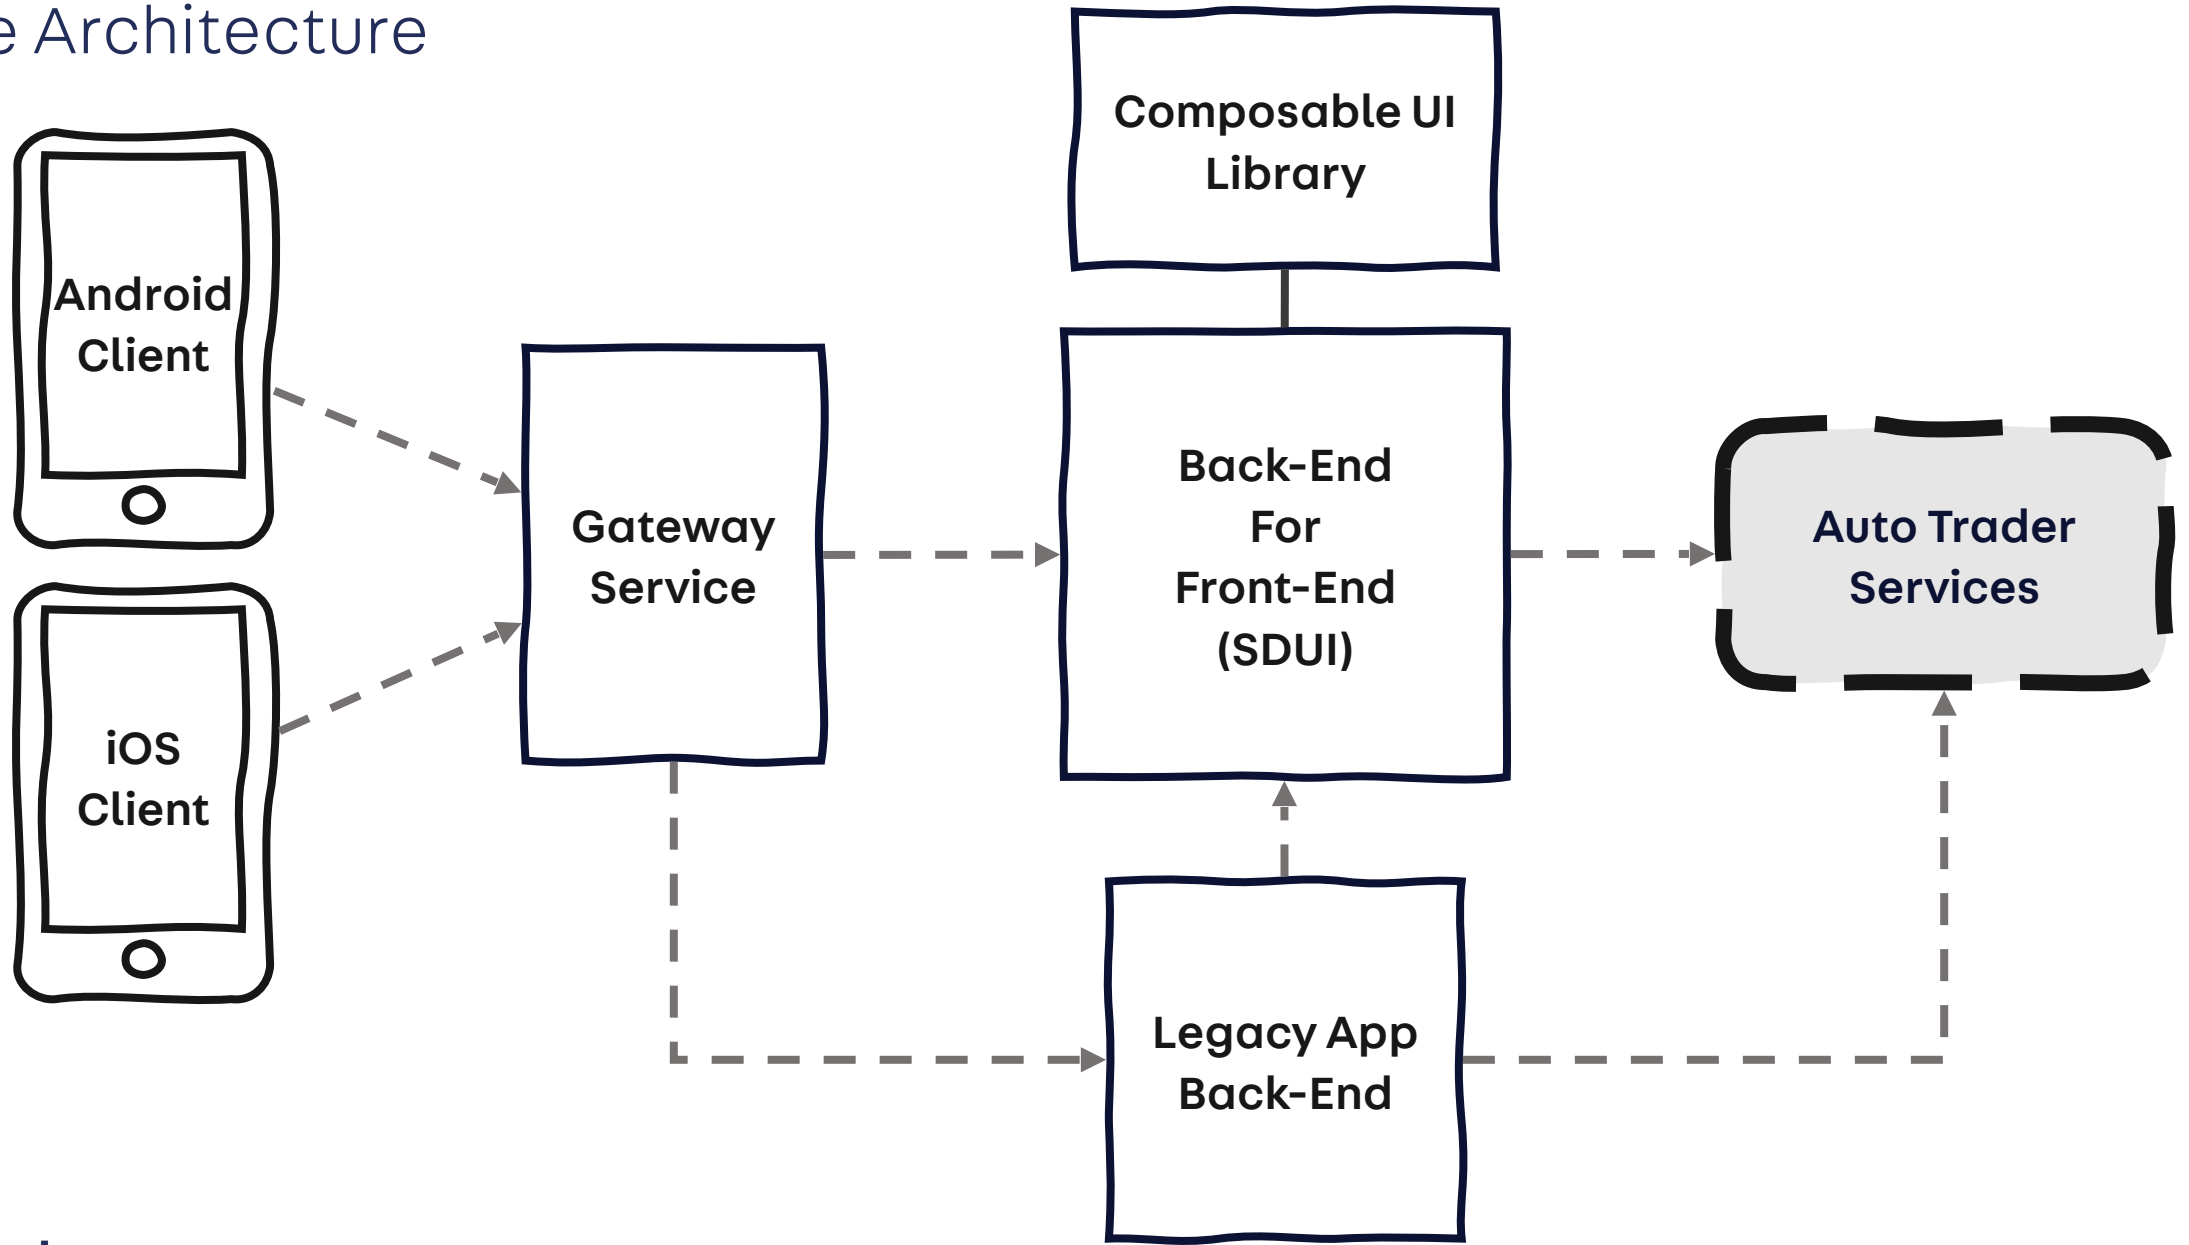 e Architecture
Composable UI
Library
Android
Client
Gateway
Service
Back-End
For
Front-End
(SDUI)
Auto Trader
Services
iOS
Client
Legacy App
Back-End